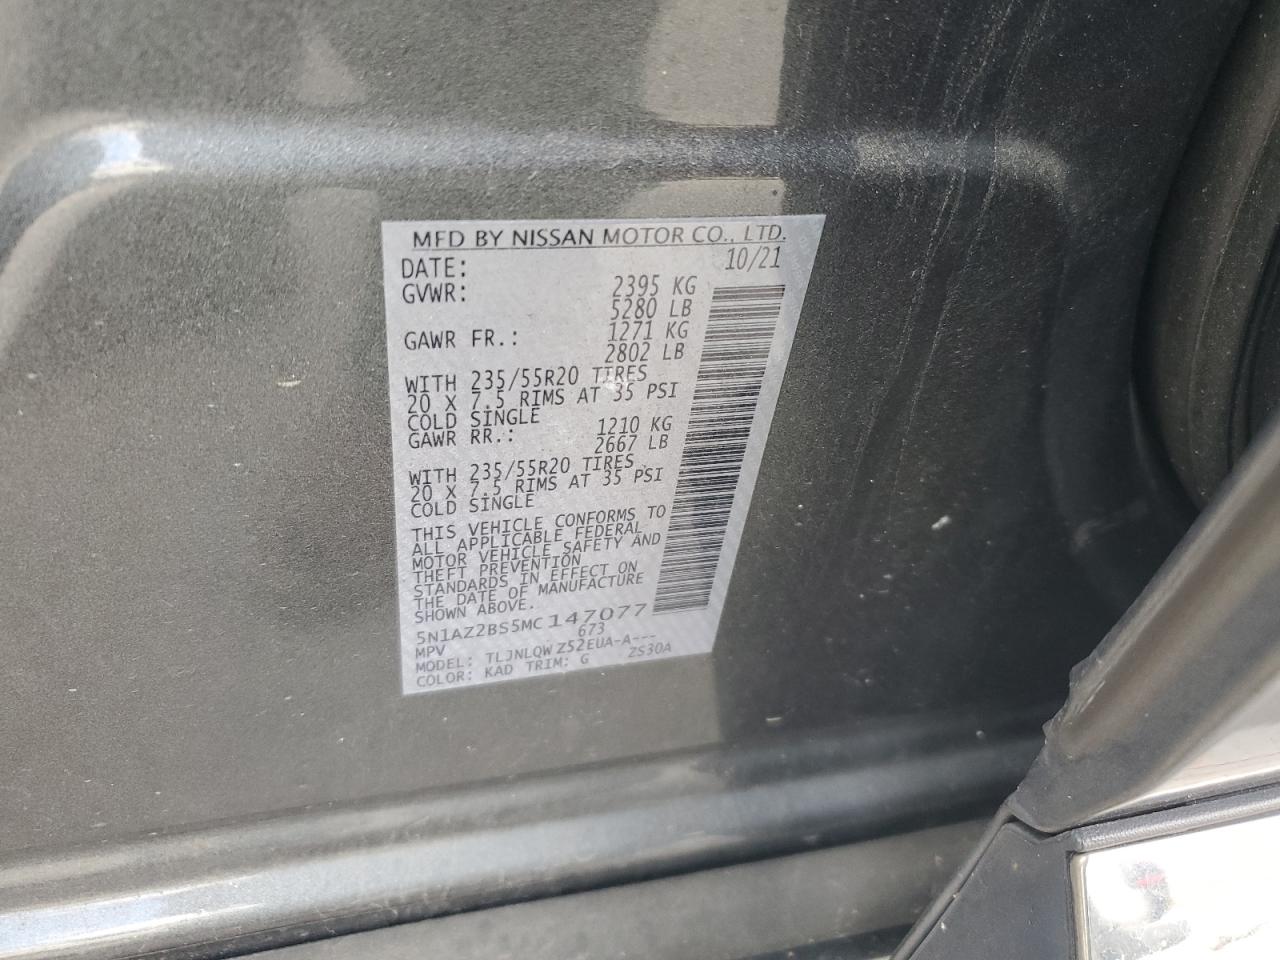 MFD BY NISSAN MOTOR CO., LTD.
DATE: 10/21
GVWR: 2395 KG
5280 LB
GAWR FR.: 1271 KG
2802 LB
WITH 235/55R20 TIRES
20 X 7.5 RIMS AT 35 PSI
COLD SINGLE
GAWR RR.: 1210 KG
2667 LB
WITH 235/55R20 TIRES
20 X 7.5 RIMS AT 35 PSI
COLD SINGLE
THIS VEHICLE CONFORMS TO
ALL APPLICABLE FEDERAL
MOTOR VEHICLE SAFETY AND
THEFT PREVENTION
STANDARDS IN EFFECT ON
THE DATE OF MANUFACTURE
SHOWN ABOVE.
5N1AZ2BS5MC147077
MPV 673
MODEL: TLJNLQW Z52EUA-A---
COLOR: KAD TRIM: G ZS30A